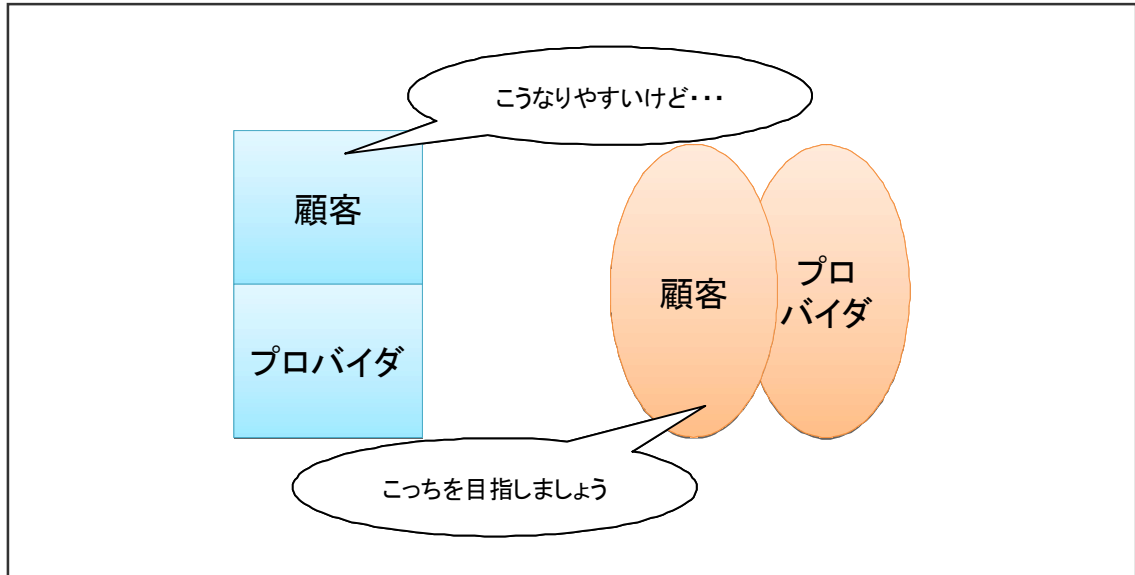 こうなりやすいけど・・・
顧客
プロバイダ
顧客
プロ
バイダ
こっちを目指しましょう